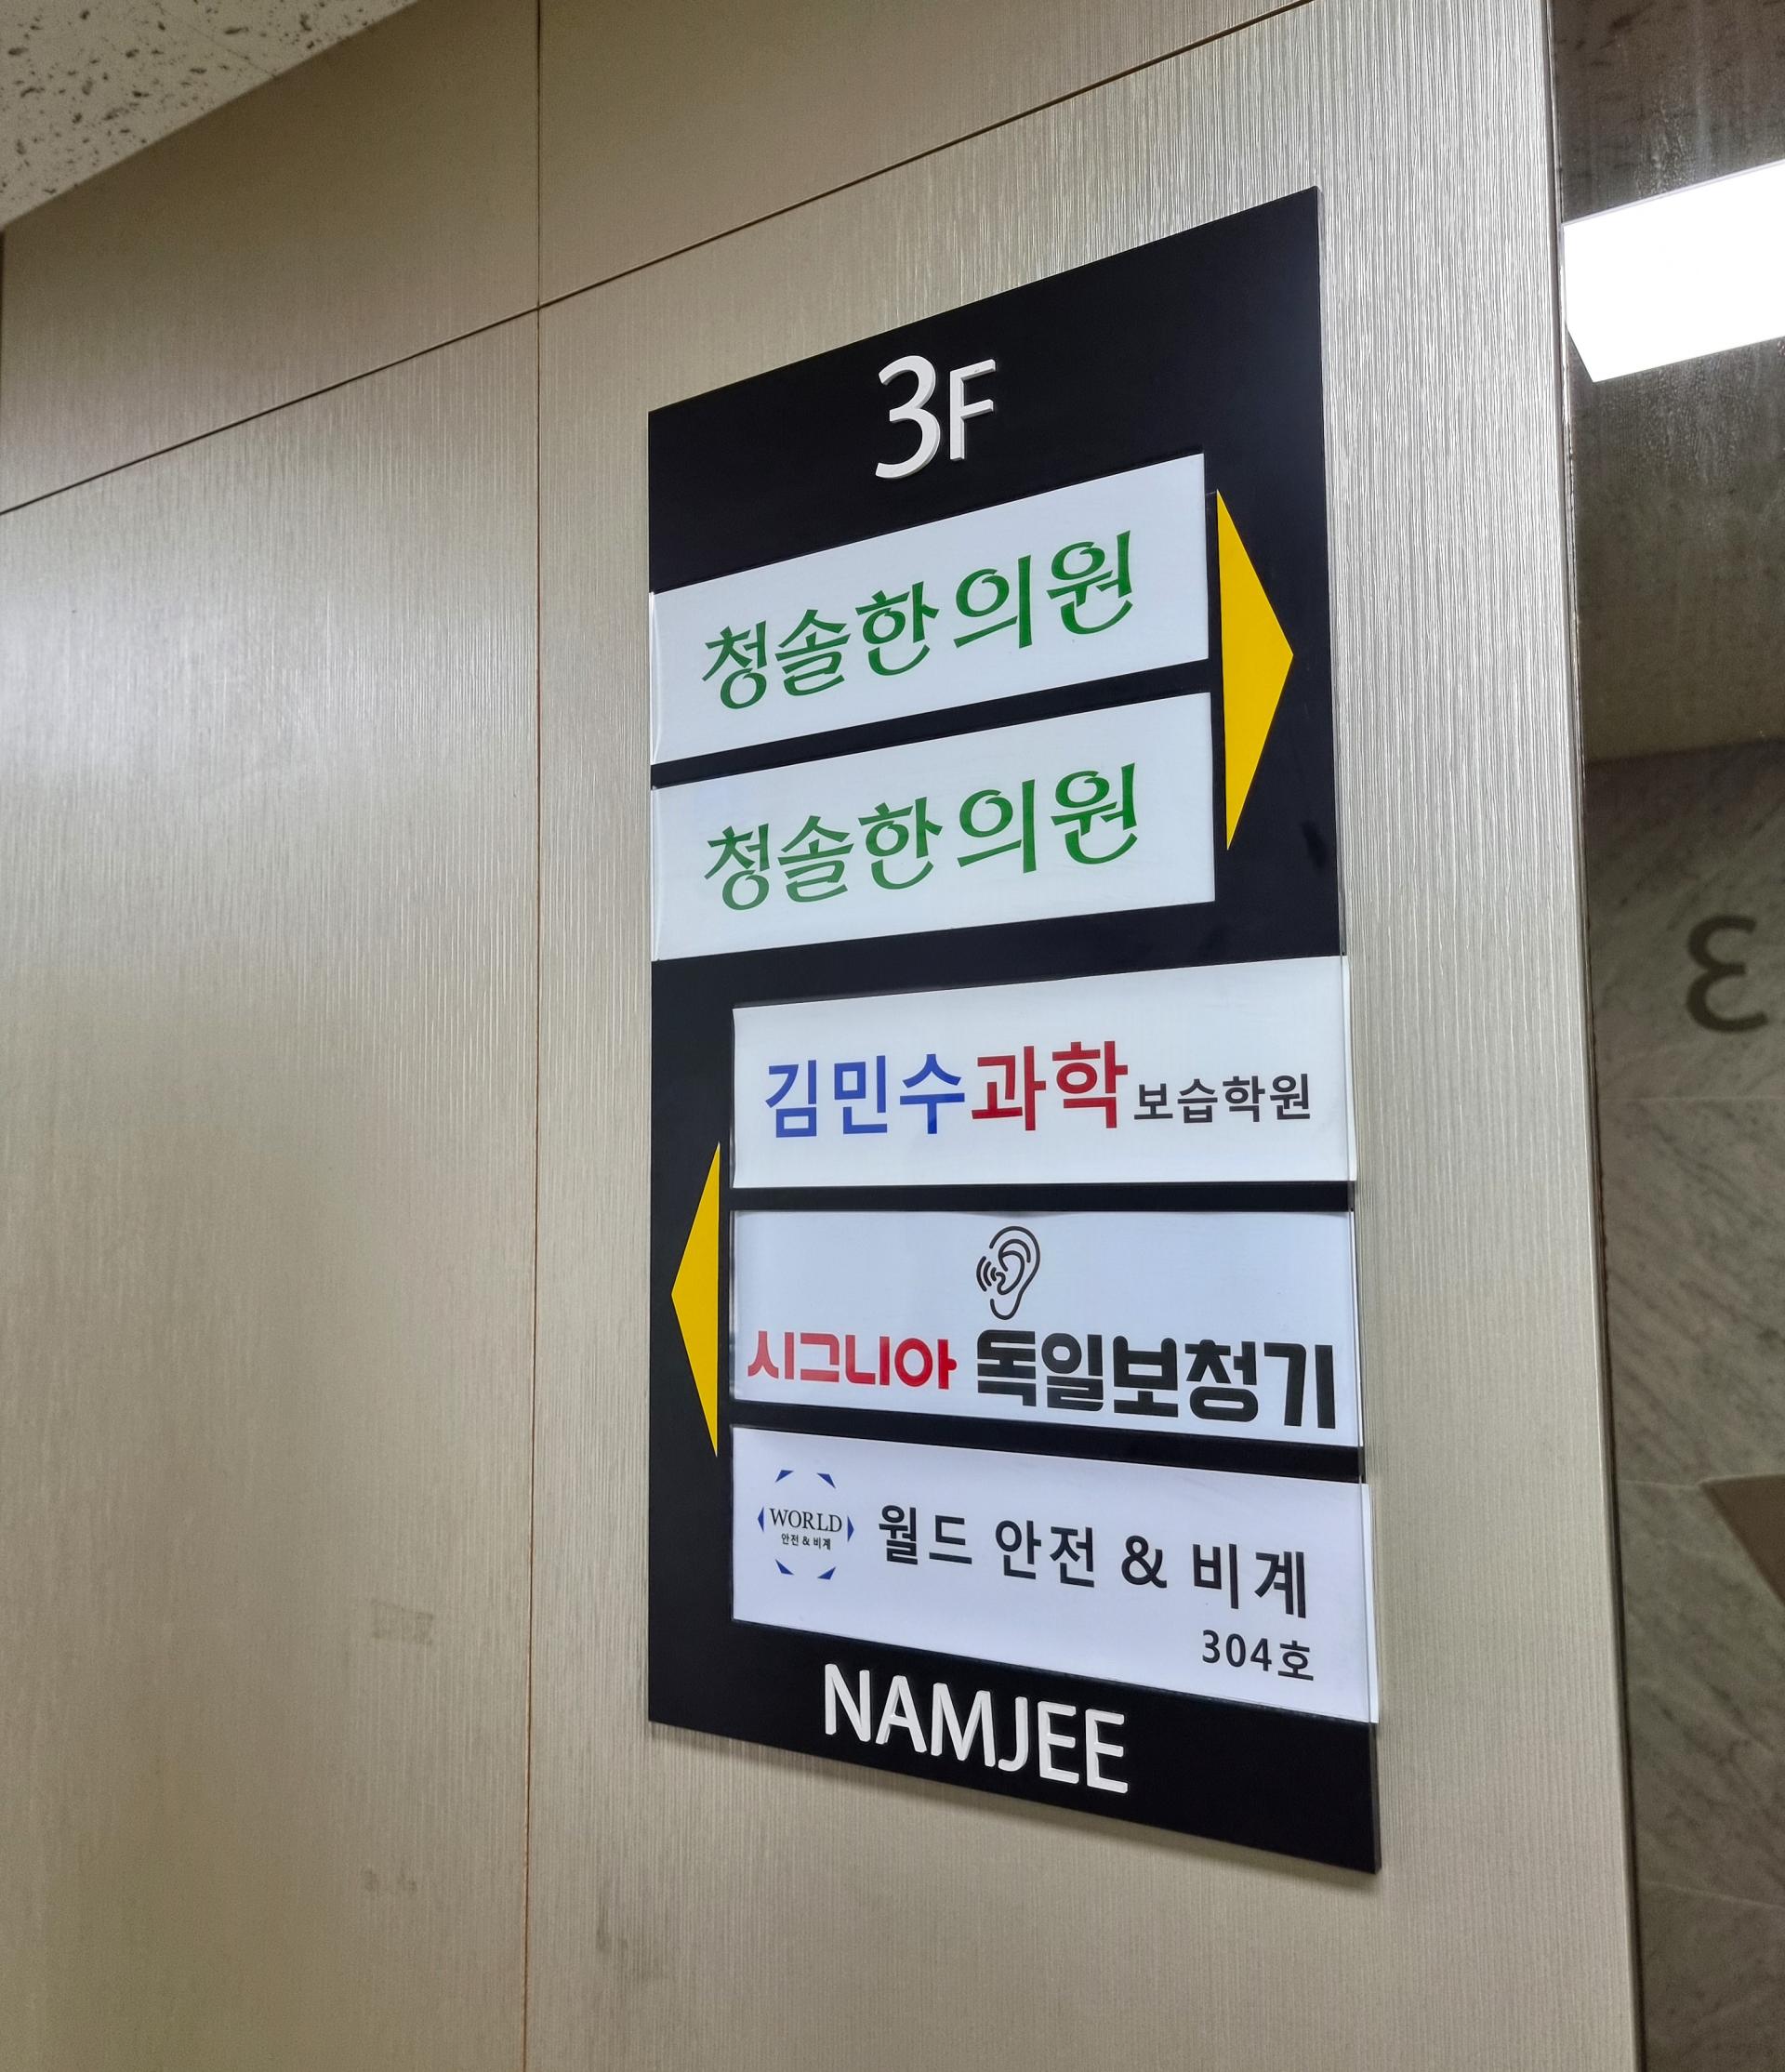 3F
청솔한의원
청솔한의원
김민수과학보습학원
시그니아 독일보청기
WORLD
안전 & 비계
월드 안전 & 비계
304호
NAMJEE
3